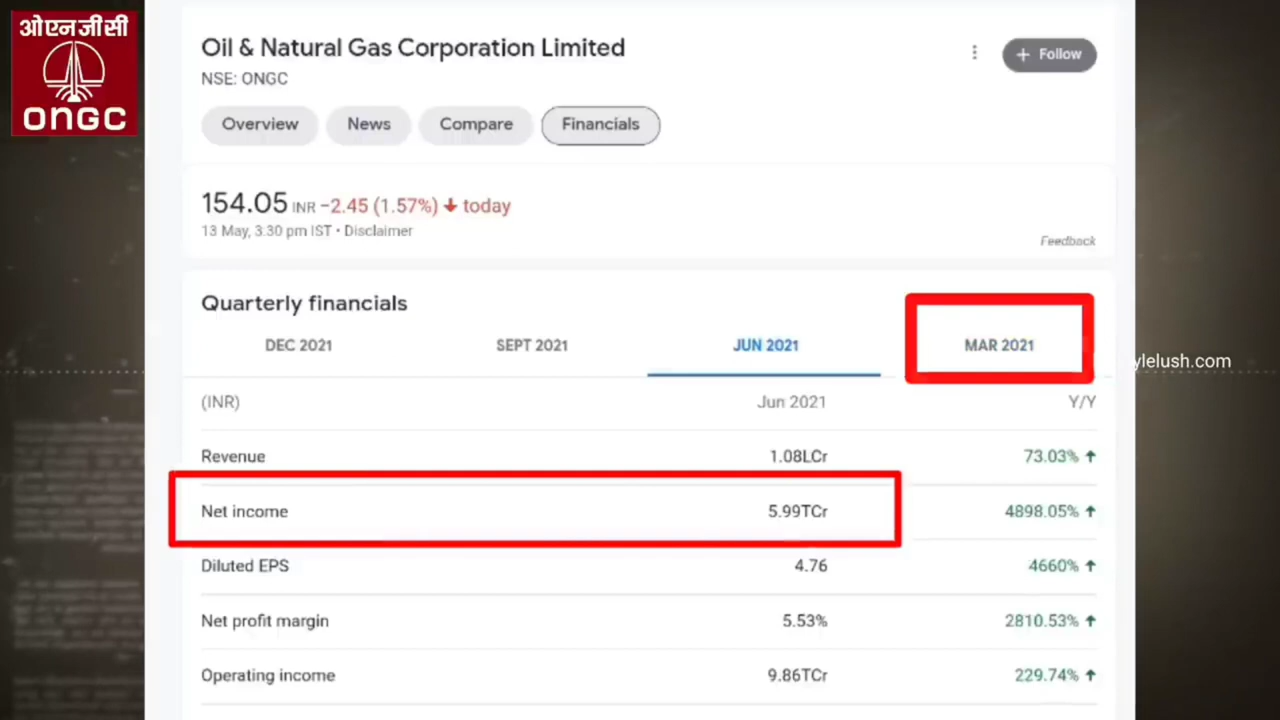 ओएनजीसी
ONGC
Oil & Natural Gas Corporation Limited
NSE: ONGC
+ Follow
Overview
News
Compare
Financials
154.05 INR −2.45 (1.57%) ↓ today
13 May, 3.30 pm IST • Disclaimer
Feedback
Quarterly financials
DEC 2021 SEPT 2021 JUN 2021 MAR 2021
ylelush.com
(INR) Jun 2021 Y/Y
Revenue 1.08LCr 73.03% ↑
Net income 5.99TCr 4898.05% ↑
Diluted EPS 4.76 4660% ↑
Net profit margin 5.53% 2810.53% ↑
Operating income 9.86TCr 229.74% ↑